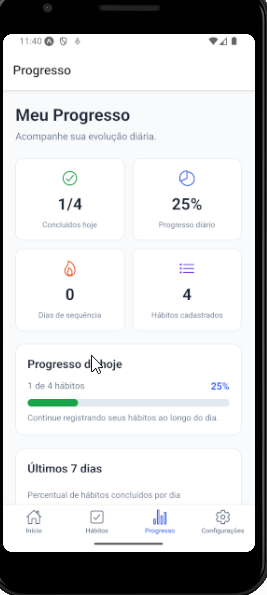 11:40
Progresso
Meu Progresso
Acompanhe sua evolução diária.
1/4
Concluídos hoje
25%
Progresso diário
0
Dias de sequência
4
Hábitos cadastrados
Progresso hoje
1 de 4 hábitos
25%
Continue registrando seus hábitos ao longo do dia.
Últimos 7 dias
Percentual de hábitos concluídos por dia
Início
Hábitos
Progresso
Configurações